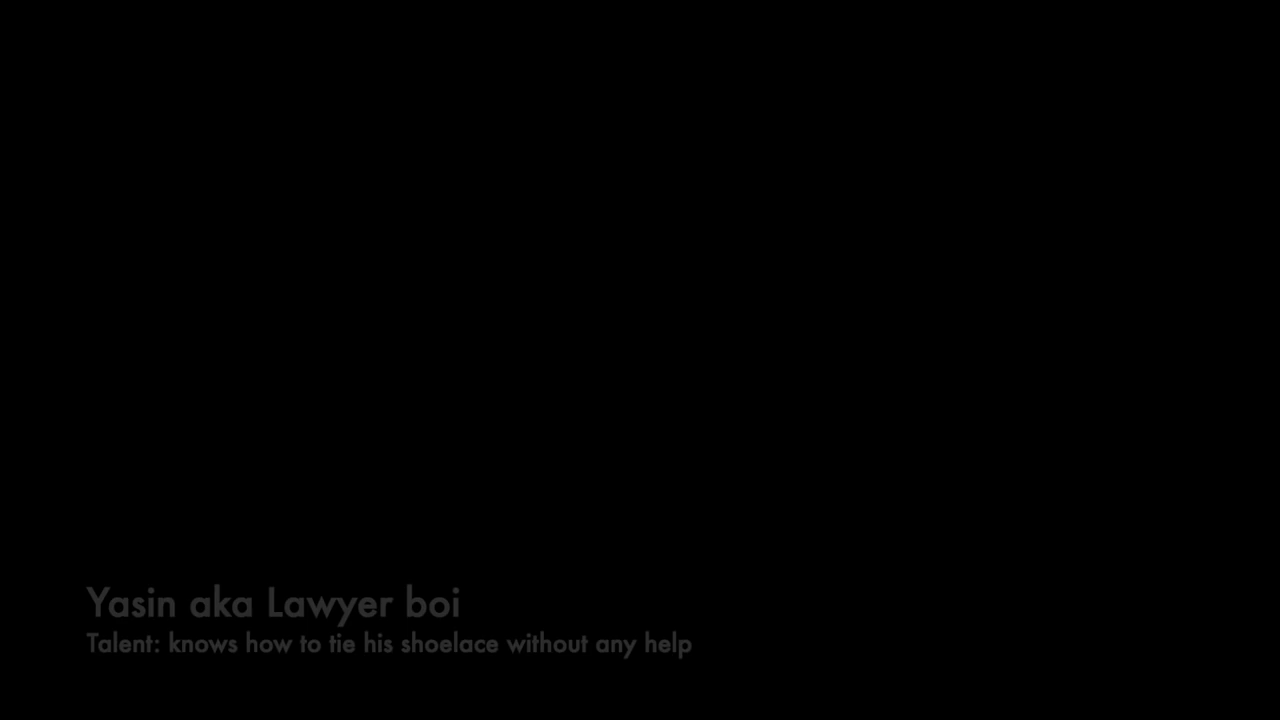 Yasin aka Lawyer boi
Talent: knows how to tie his shoelace without any help